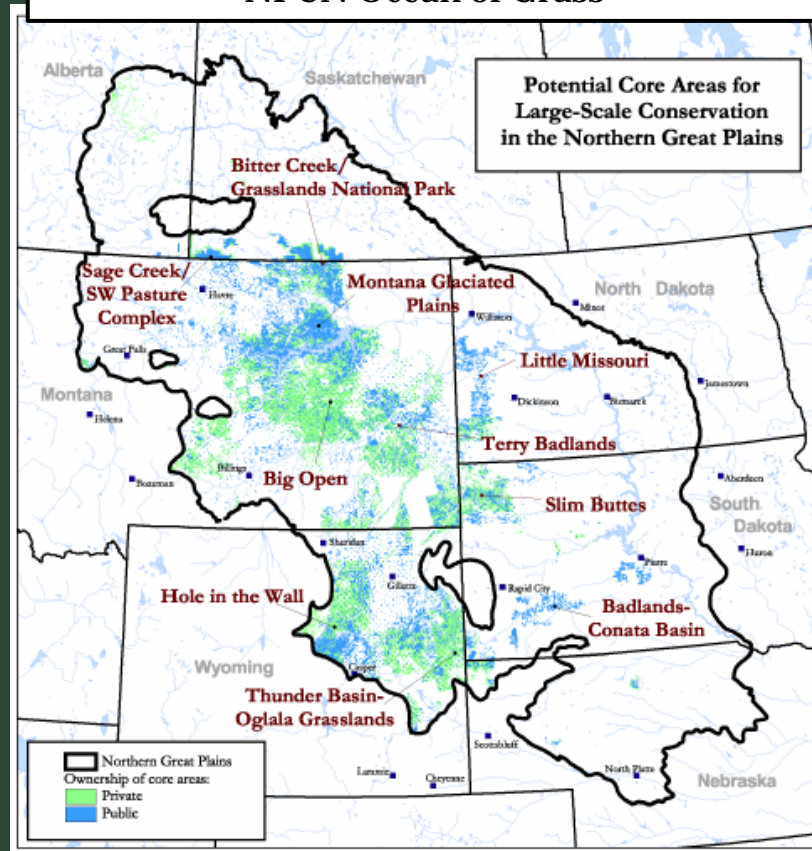 Alberta
Saskatchewan
Potential Core Areas for
Large-Scale Conservation
in the Northern Great Plains
Bitter Creek/
Grasslands National Park
Sage Creek/
SW Pasture
Complex
Havre
Montana Glaciated
Plains
North Dakota
Minot
Williston
Great Falls
Little Missouri
Montana
Helena
Dickinson
Bismarck
Jamestown
Terry Badlands
Billings
Big Open
Bozeman
Aberdeen
Slim Buttes
South
Dakota
Sheridan
Huron
Pierre
Gillette
Rapid City
Hole in the Wall
Badlands-
Conata Basin
Wyoming
Casper
Thunder Basin-
Oglala Grasslands
Scottsbluff
Northern Great Plains
Ownership of core areas:
Private
Public
Laramie
Cheyenne
North Platte
Nebraska